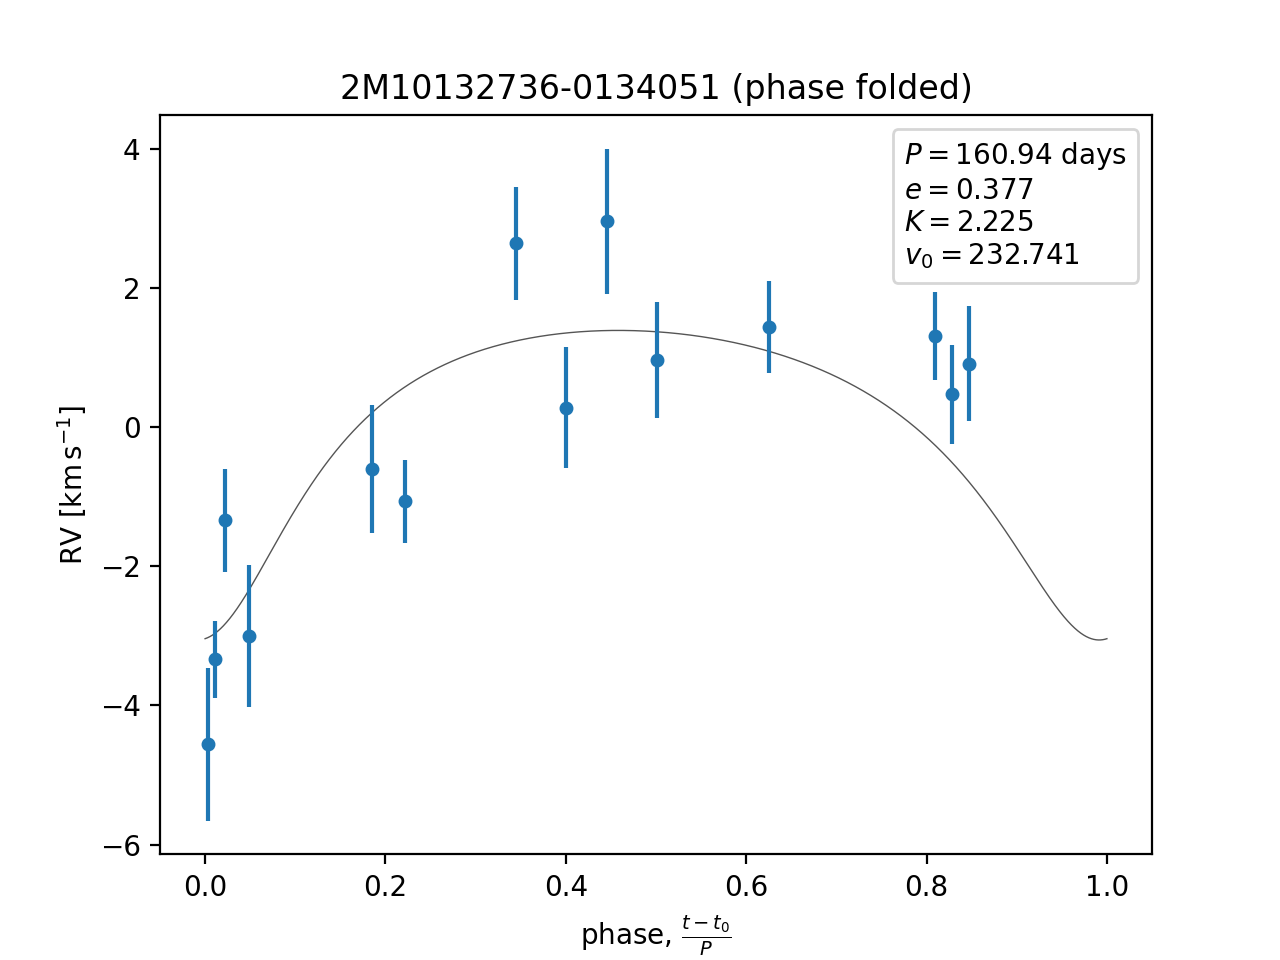 2M10132736-0134051 (phase folded)
P = 160.94 days
e = 0.377
K = 2.225
v₀ = 232.741
RV [km s⁻¹]
4
2
0
−2
−4
−6
0.0 0.2 0.4 0.6 0.8 1.0
phase, (t − t₀)/P